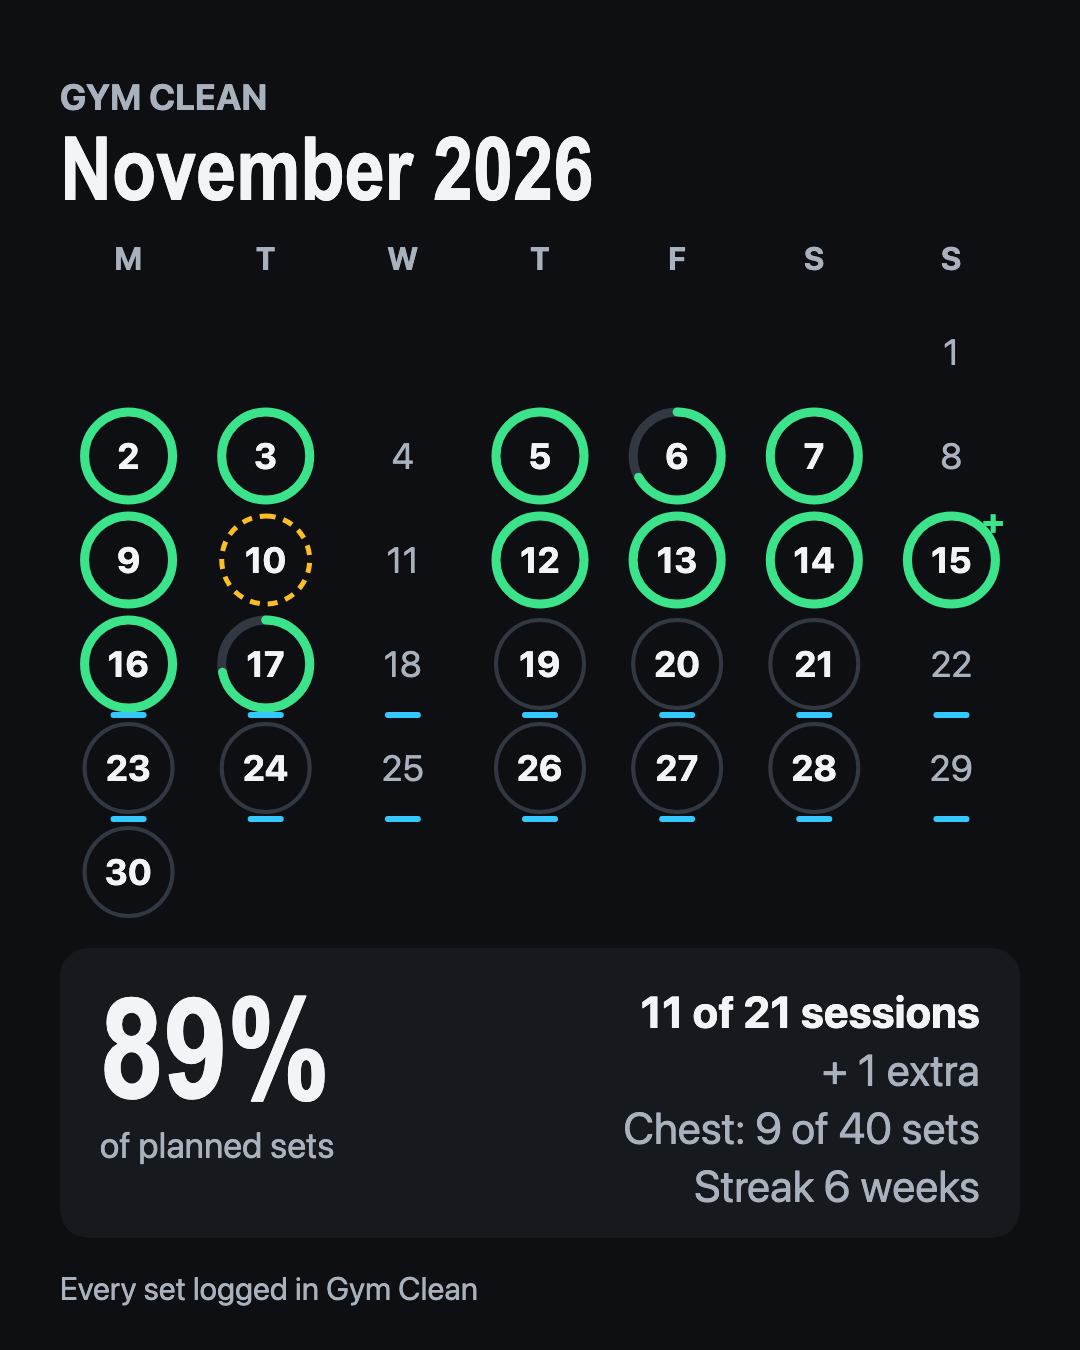 GYM CLEAN
November 2026
M T W T F S S
1
2 3 4 5 6 7 8
9 10 11 12 13 14 15 +
16 17 18 19 20 21 22
23 24 25 26 27 28 29
30
89%
of planned sets
11 of 21 sessions
+ 1 extra
Chest: 9 of 40 sets
Streak 6 weeks
Every set logged in Gym Clean